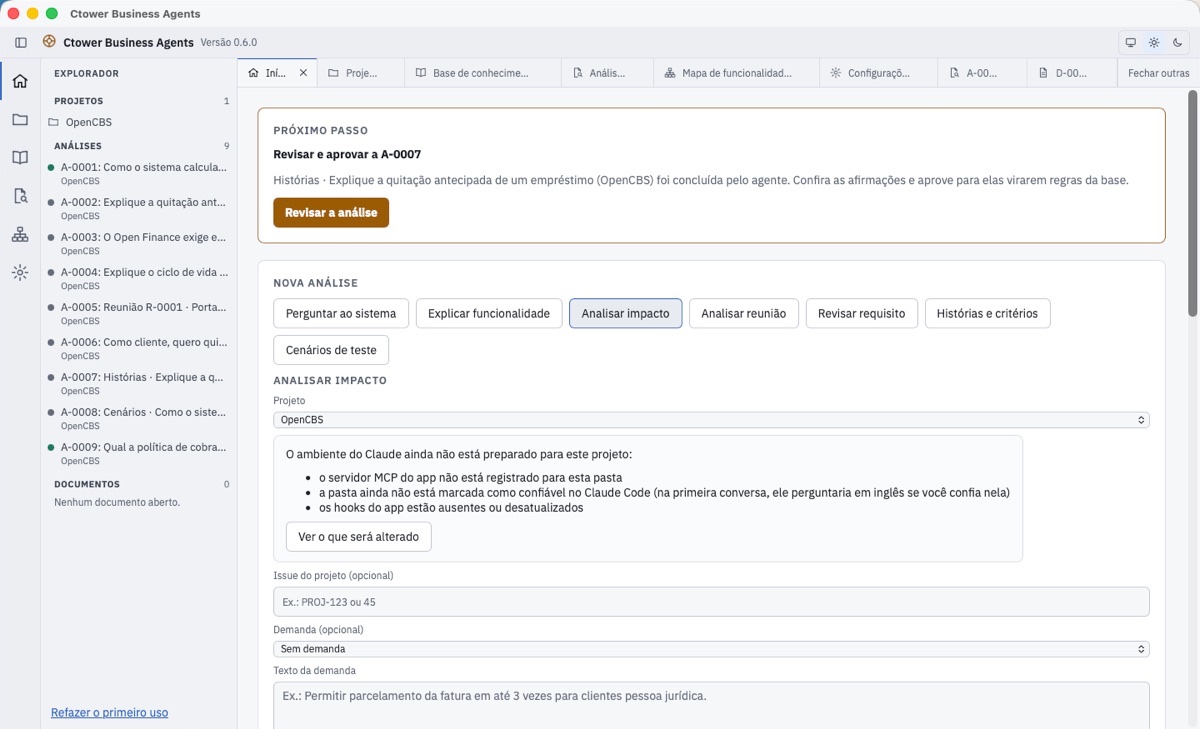 Ctower Business Agents
Ctower Business Agents Versão 0.6.0
EXPLORADOR
PROJETOS 1
OpenCBS
ANÁLISES 9
A-0001: Como o sistema calcula...
OpenCBS
A-0002: Explique a quitação ant...
OpenCBS
A-0003: O Open Finance exige e...
OpenCBS
A-0004: Explique o ciclo de vida ...
OpenCBS
A-0005: Reunião R-0001 · Porta...
OpenCBS
A-0006: Como cliente, quero qui...
OpenCBS
A-0007: Histórias · Explique a q...
OpenCBS
A-0008: Cenários · Como o siste...
OpenCBS
A-0009: Qual a política de cobra...
OpenCBS
DOCUMENTOS 0
Nenhum documento aberto.
Refazer o primeiro uso
Iní... Proje... Base de conhecime... Anális... Mapa de funcionalidad... Configuraçõ... A-00... D-00... Fechar outras
PRÓXIMO PASSO
Revisar e aprovar a A-0007
Histórias · Explique a quitação antecipada de um empréstimo (OpenCBS) foi concluída pelo agente. Confira as afirmações e aprove para elas virarem regras da base.
Revisar a análise
NOVA ANÁLISE
Perguntar ao sistema Explicar funcionalidade Analisar impacto Analisar reunião Revisar requisito Histórias e critérios
Cenários de teste
ANALISAR IMPACTO
Projeto
OpenCBS
O ambiente do Claude ainda não está preparado para este projeto:
• o servidor MCP do app não está registrado para esta pasta
• a pasta ainda não está marcada como confiável no Claude Code (na primeira conversa, ele perguntaria em inglês se você confia nela)
• os hooks do app estão ausentes ou desatualizados
Ver o que será alterado
Issue do projeto (opcional)
Ex.: PROJ-123 ou 45
Demanda (opcional)
Sem demanda
Texto da demanda
Ex.: Permitir parcelamento da fatura em até 3 vezes para clientes pessoa jurídica.